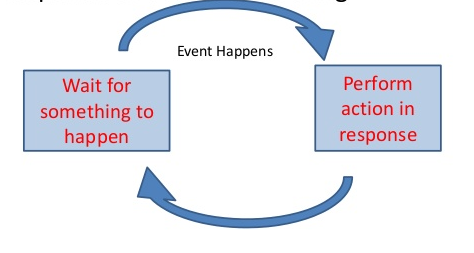 Event Happens
Wait for
something to
happen
Perform
action in
response